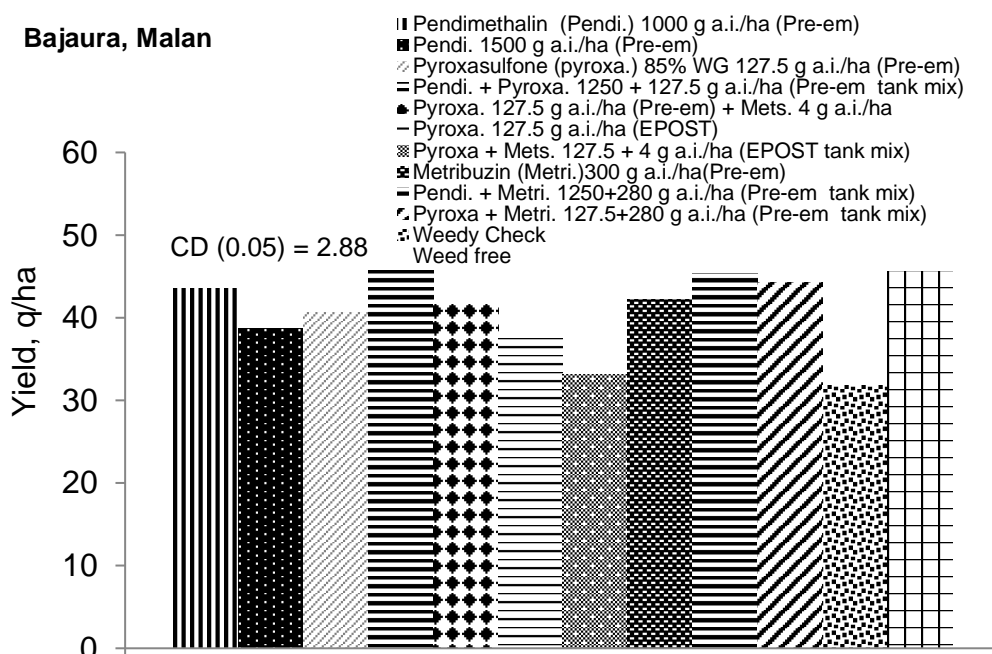 Bajaura, Malan
Pendimethalin (Pendi.) 1000 g a.i./ha (Pre-em)
Pendi. 1500 g a.i./ha (Pre-em)
Pyroxasulfone (pyroxa.) 85% WG 127.5 g a.i./ha (Pre-em)
Pendi. + Pyroxa. 1250 + 127.5 g a.i./ha (Pre-em tank mix)
Pyroxa. 127.5 g a.i./ha (Pre-em) + Mets. 4 g a.i./ha
Pyroxa. 127.5 g a.i./ha (EPOST)
Pyroxa + Mets. 127.5 + 4 g a.i./ha (EPOST tank mix)
Metribuzin (Metri.)300 g a.i./ha(Pre-em)
Pendi. + Metri. 1250+280 g a.i./ha (Pre-em tank mix)
Pyroxa + Metri. 127.5+280 g a.i./ha (Pre-em tank mix)
Weedy Check
Weed free
CD (0.05) = 2.88
Yield, q/ha
60
50
40
30
20
10
0